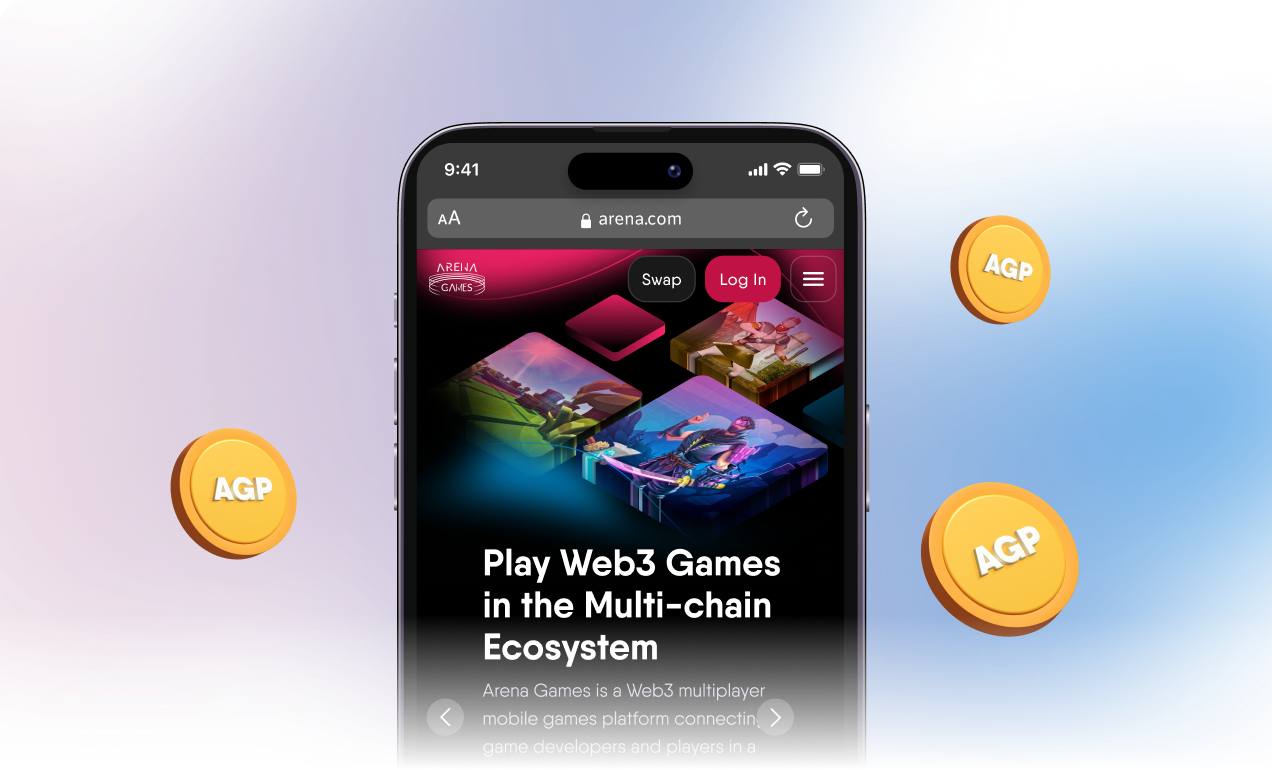 9:41
AA
arena.com
ARENA
GAMES
Swap
Log In
AGP
AGP
AGP
Play Web3 Games
in the Multi-chain
Ecosystem
Arena Games is a Web3 multiplayer
mobile games platform connecting
game developers and players in a